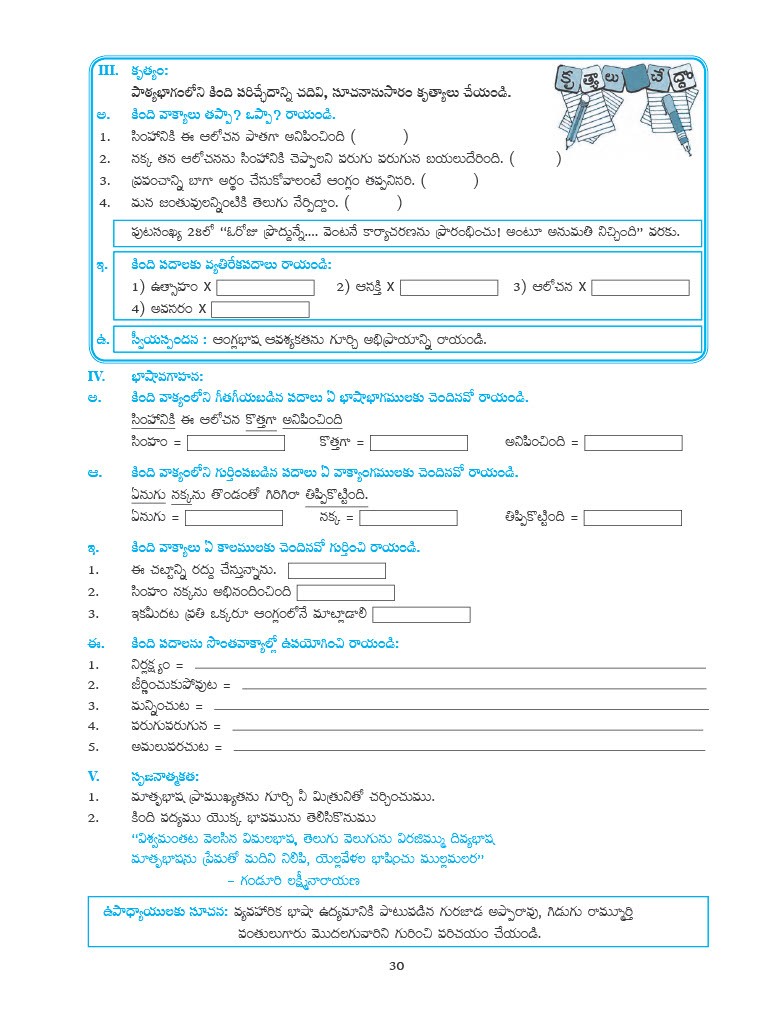 కృత్యాలు చేద్దా
III. కృత్యం:
పాఠ్యభాగంలోని కింది పరిచ్ఛేదాన్ని చదివి, సూచనానుసారం కృత్యాలు చేయండి.
అ. కింది వాక్యాలు తప్పా? ఒప్పా? రాయండి.
1. సింహానికి ఈ ఆలోచన పాతగా అనిపించింది ( )
2. నక్క తన ఆలోచనను సింహానికి చెప్పాలని పరుగు పరుగున బయలుదేరింది. ( )
3. ప్రపంచాన్ని బాగా అర్థం చేసుకోవాలంటే ఆంగ్లం తప్పనిసరి. ( )
4. మన జంతువులన్నింటికి తెలుగు నేర్పిద్దాం. ( )
పుటసంఖ్య 28లో “ఓరోజు ప్రొద్దున్నే.... వెంటనే కార్యాచరణను ప్రారంభించు! అంటూ అనుమతి నిచ్చింది” వరకు.
ఇ. కింది పదాలకు వ్యతిరేకపదాలు రాయండి:
1) ఉత్సాహం X 2) ఆసక్తి X 3) ఆలోచన X
4) అవసరం X
ఉ. స్వీయస్పందన : ఆంగ్లభాష ఆవశ్యకతను గూర్చి అభిప్రాయాన్ని రాయండి.
IV. భాషావగాహన:
అ. కింది వాక్యంలోని గీతగీయబడిన పదాలు ఏ భాషాభాగములకు చెందినవో రాయండి.
సింహానికి ఈ ఆలోచన కొత్తగా అనిపించింది
సింహం = కొత్తగా = అనిపించింది =
ఆ. కింది వాక్యంలోని గుర్తింపబడిన పదాలు ఏ వాక్యాంగములకు చెందినవో రాయండి.
ఏనుగు నక్కను తొండంతో గిరిగిరా తిప్పికొట్టింది.
ఏనుగు = నక్క = తిప్పికొట్టింది =
ఇ. కింది వాక్యాలు ఏ కాలములకు చెందినవో గుర్తించి రాయండి.
1. ఈ చట్టాన్ని రద్దు చేస్తున్నాను.
2. సింహం నక్కను అభినందించింది
3. ఇకమీదట ప్రతి ఒక్కరూ ఆంగ్లంలోనే మాట్లాడాలి
ఈ. కింది పదాలను సొంతవాక్యాల్లో ఉపయోగించి రాయండి:
1. నిర్లక్ష్యం =
2. జీర్ణించుకుపోవుట =
3. మన్నించుట =
4. పరుగుపరుగున =
5. అమలుపరచుట =
V. సృజనాత్మకత:
1. మాతృభాష ప్రాముఖ్యతను గూర్చి నీ మిత్రునితో చర్చించుము.
2. కింది పద్యము యొక్క భావమును తెలిసికొనుము
“విశ్వమంతట వెలసిన విమలభాష, తెలుగు వెలుగును విరజిమ్ము దివ్యభాష
మాతృభాషను ప్రేమతో మదిని నిలిపి, యెల్లవేళల భాషించు ముల్లమలర”
– గండూరి లక్ష్మీనారాయణ
ఉపాధ్యాయులకు సూచన: వ్యవహారిక భాషా ఉద్యమానికి పాటుపడిన గురజాడ అప్పారావు, గిడుగు రామ్మూర్తి
పంతులుగారు మొదలగువారిని గురించి పరిచయం చేయండి.
30